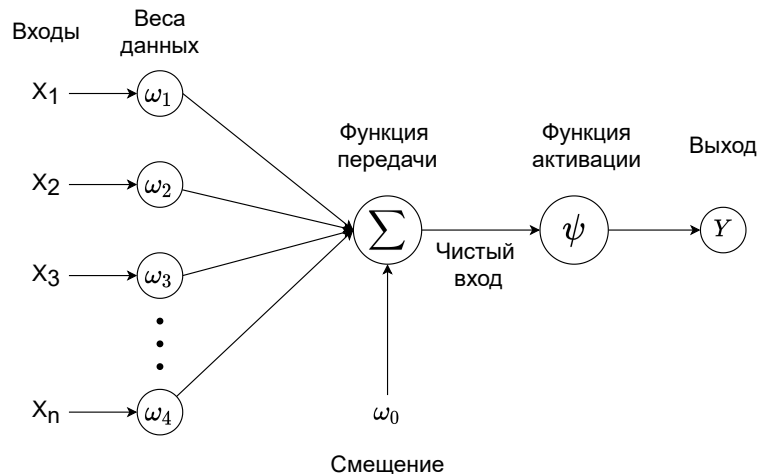 Входы
Веса
данных
X1
ω1
X2
ω2
X3
ω3
Xn
ω4
Функция
передачи
∑
Чистый
вход
ω0
Смещение
Функция
активации
ψ
Выход
Y